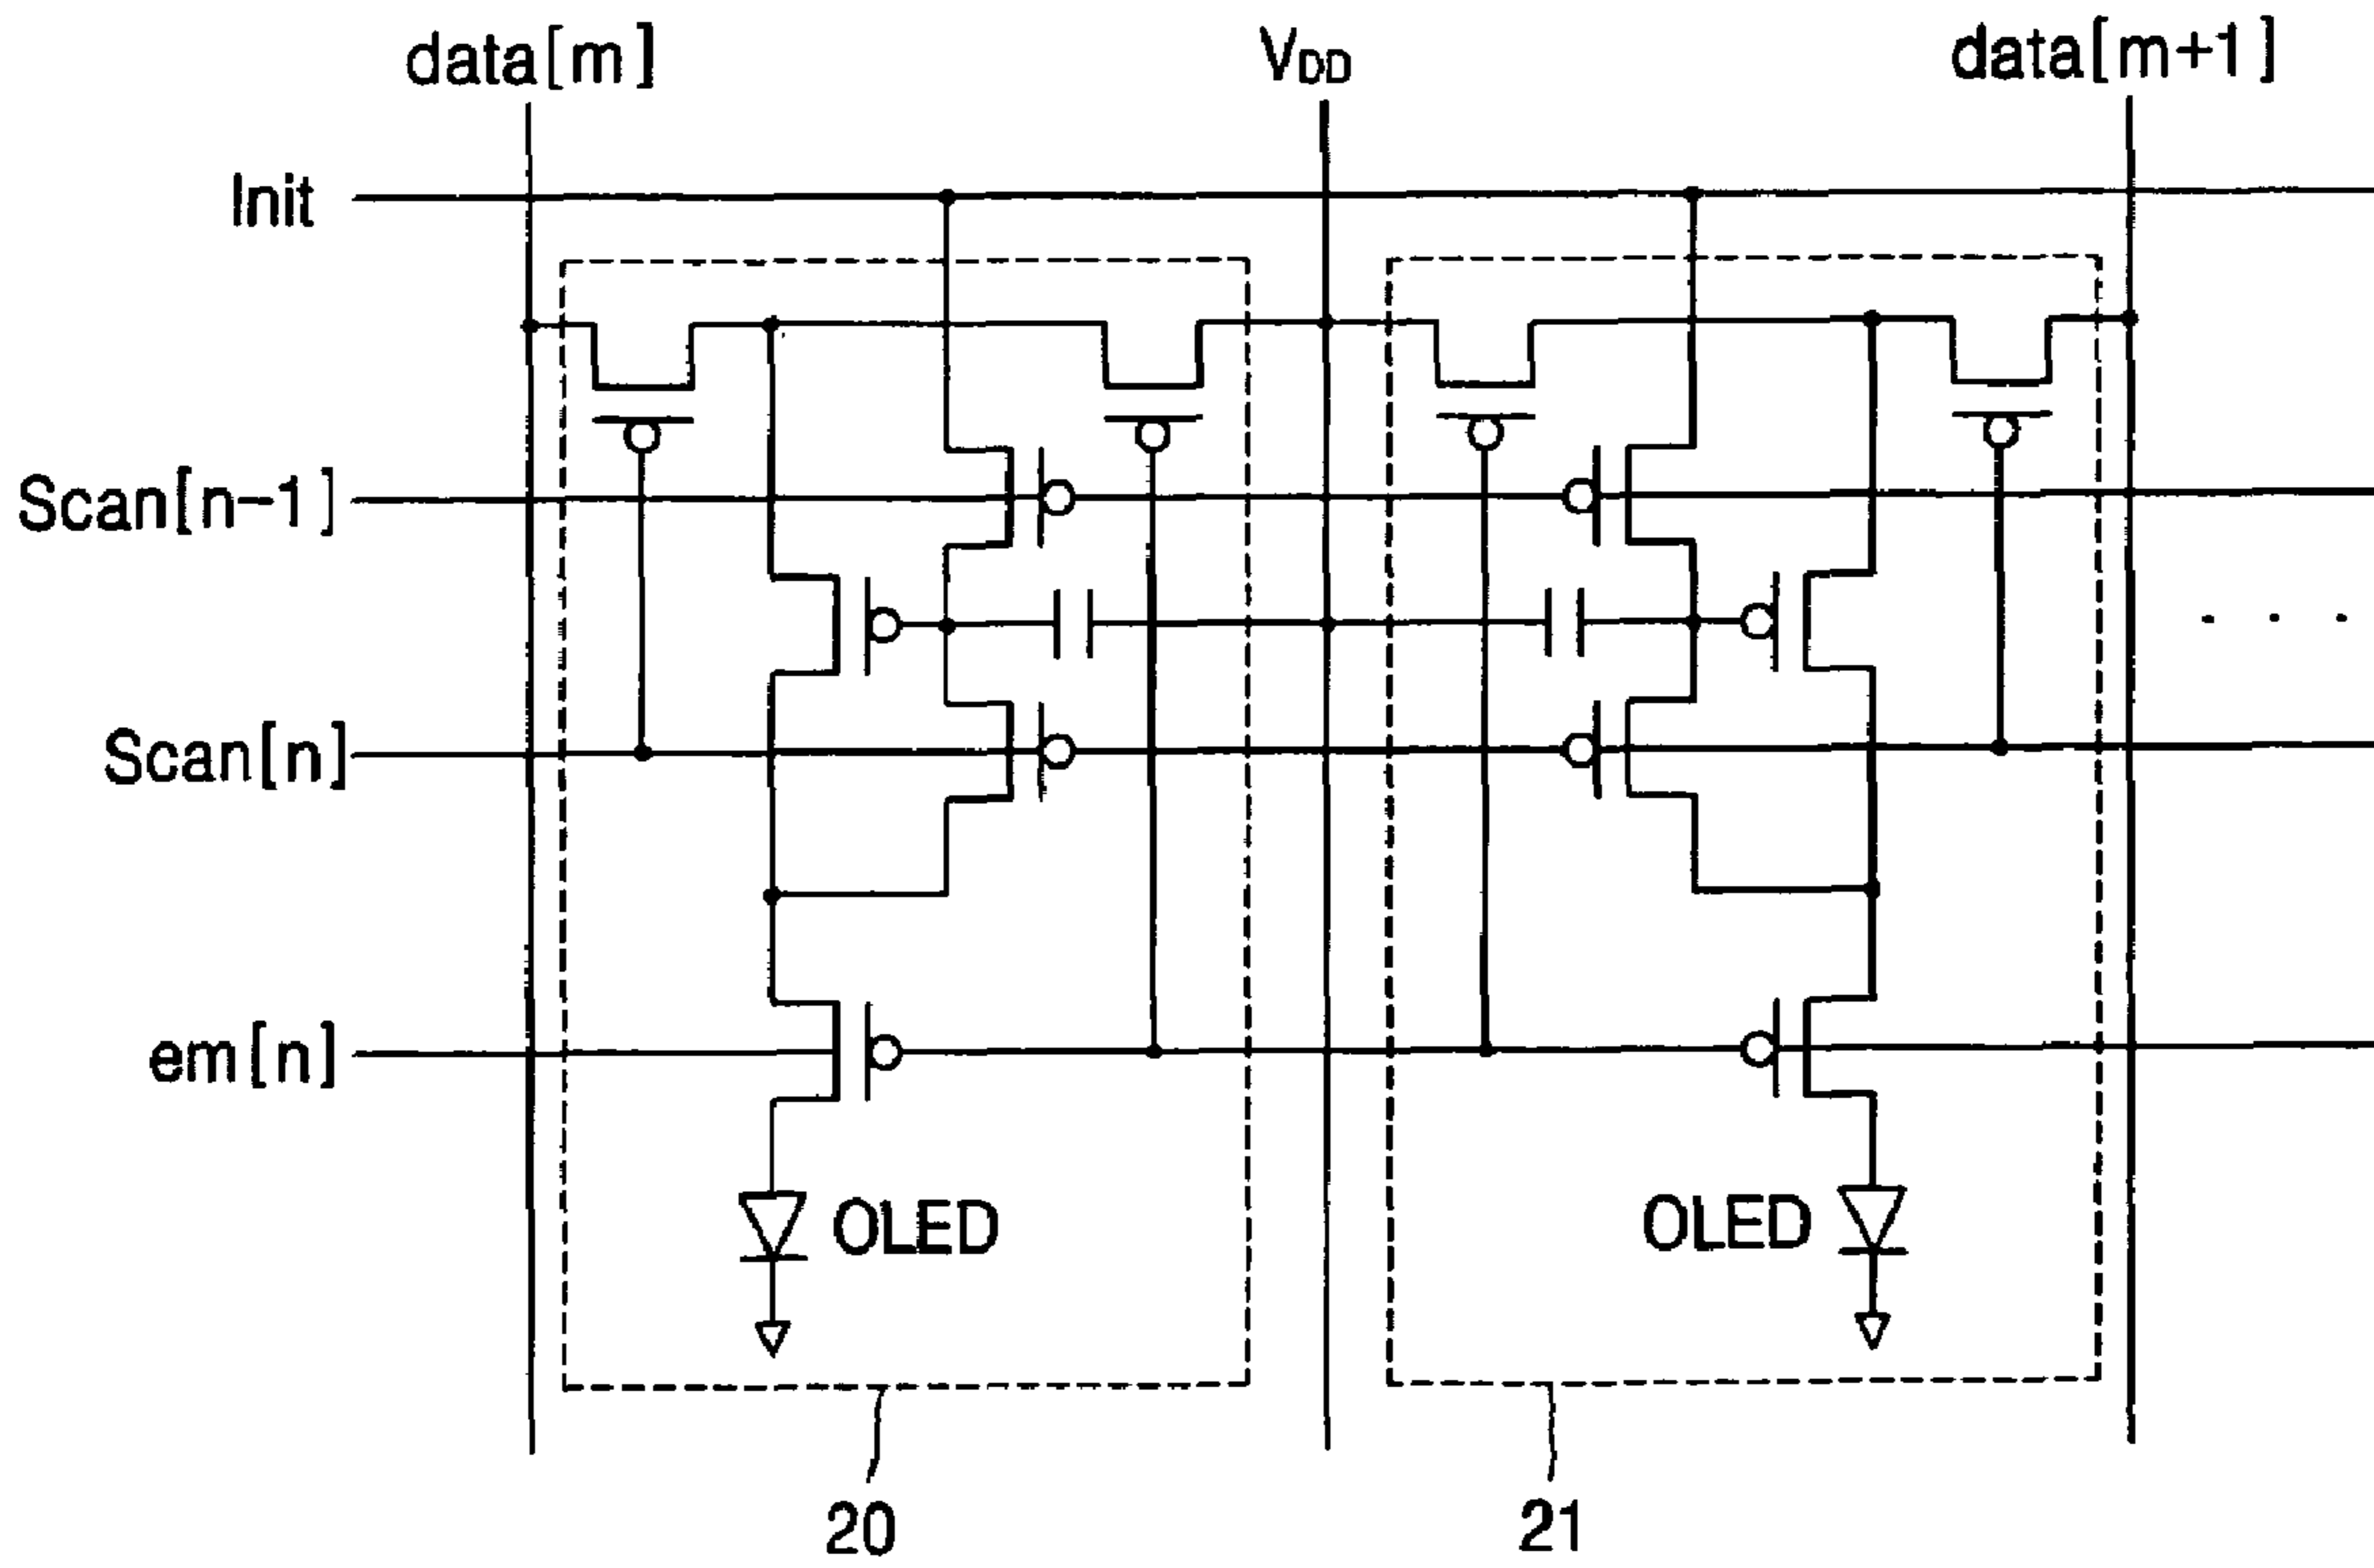 data[m]
VDD
data[m+1]
Init
Scan[n-1]
Scan[n]
em[n]
OLED
OLED
20
21